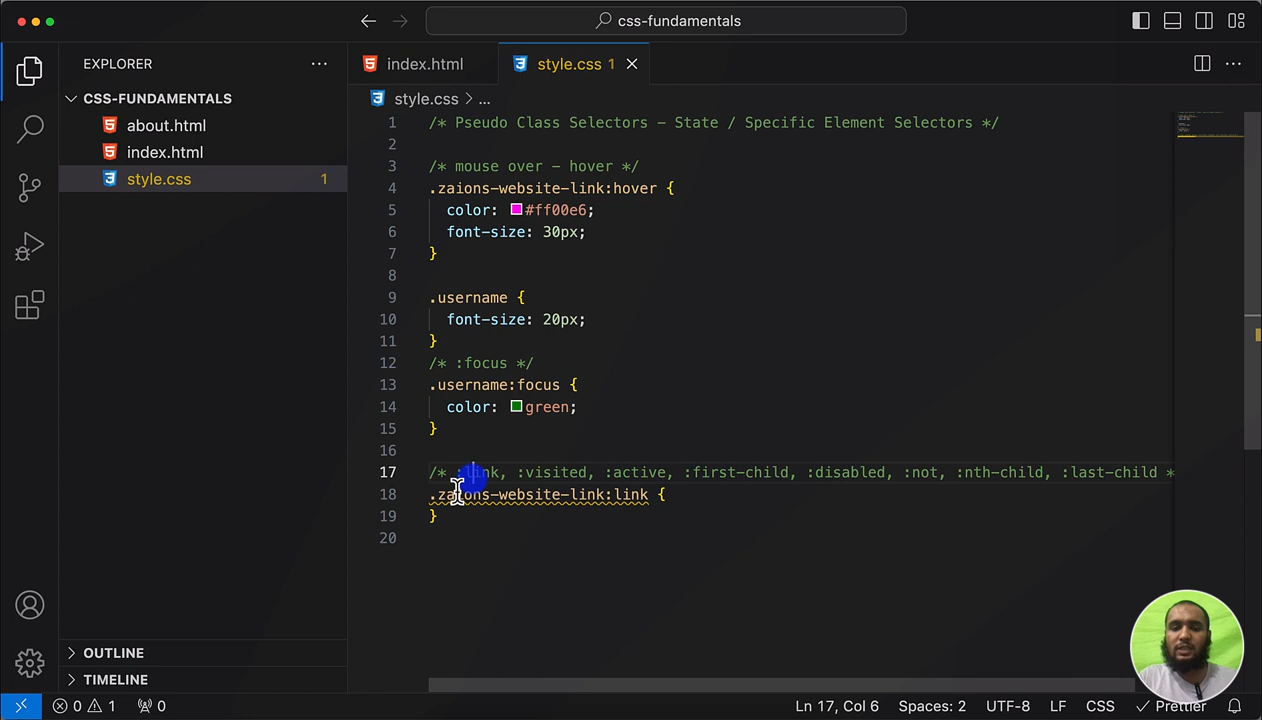 css-fundamentals
EXPLORER
CSS-FUNDAMENTALS
about.html
index.html
style.css 1
index.html
style.css 1
style.css > ...
1 /* Pseudo Class Selectors - State / Specific Element Selectors */
2
3 /* mouse over - hover */
4 .zaions-website-link:hover {
5 color: #ff00e6;
6 font-size: 30px;
7 }
8
9 .username {
10 font-size: 20px;
11 }
12 /* :focus */
13 .username:focus {
14 color: green;
15 }
16
17 /* :link, :visited, :active, :first-child, :disabled, :not, :nth-child, :last-child *
18 .zaions-website-link:link {
19 }
20
OUTLINE
TIMELINE
0 1 0 Ln 17, Col 6 Spaces: 2 UTF-8 LF CSS Prettier